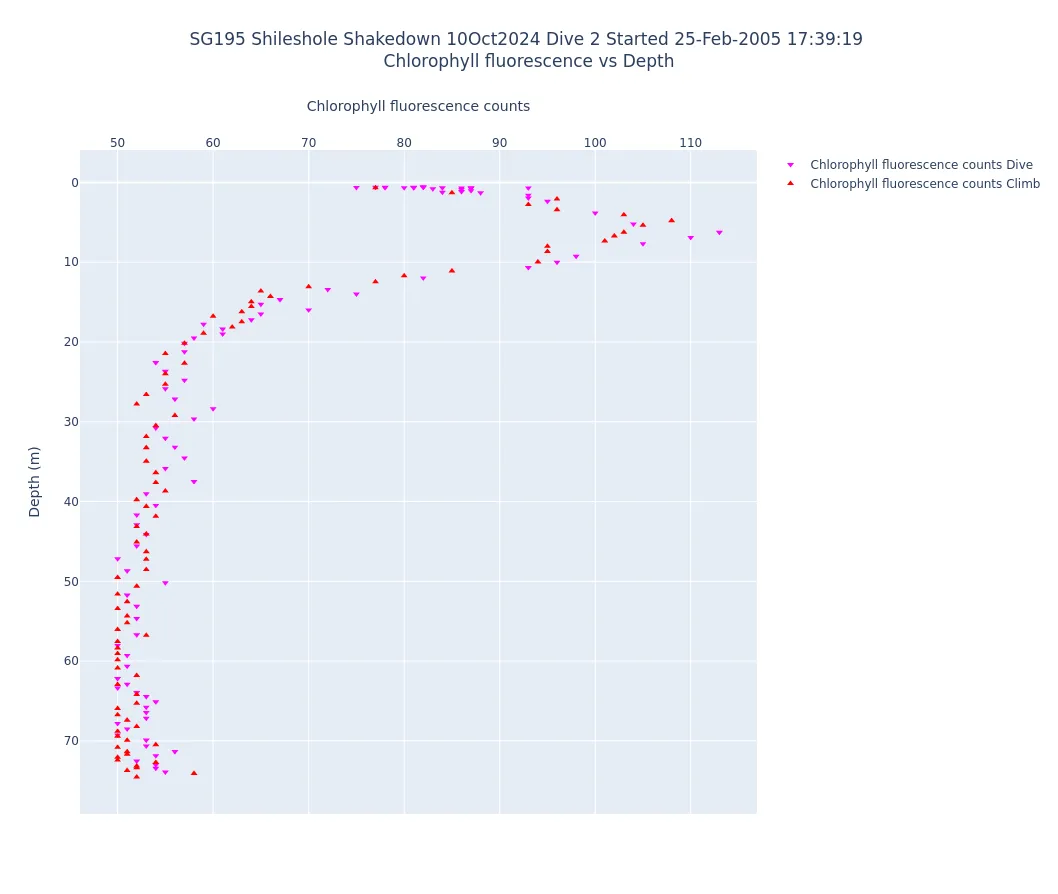 SG195 Shileshole Shakedown 10Oct2024 Dive 2 Started 25-Feb-2005 17:39:19
Chlorophyll fluorescence vs Depth
Chlorophyll fluorescence counts
50 60 70 80 90 100 110
Chlorophyll fluorescence counts Dive
Chlorophyll fluorescence counts Climb
0
10
20
30
40
50
60
70
Depth (m)